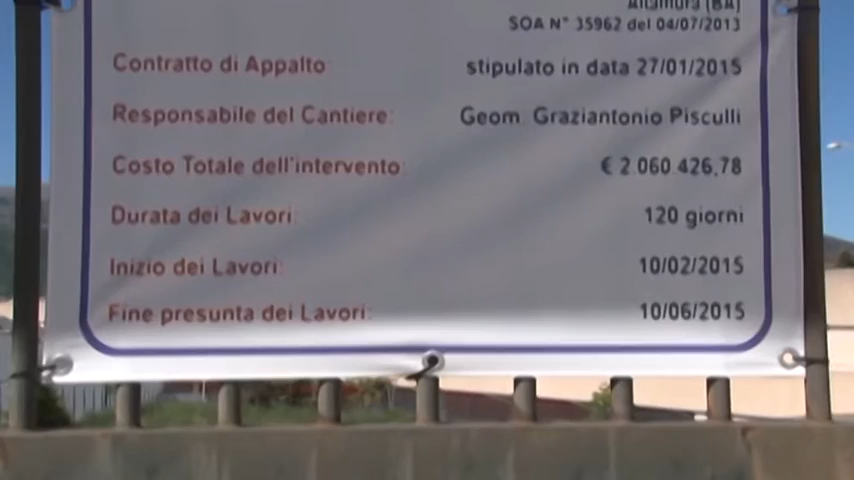 Altamura (BA)
SOA N° 35962 del 04/07/2013
Contratto di Appalto: stipulato in data 27/01/2015
Responsabile del Cantiere: Geom. Graziantonio Pisculli
Costo Totale dell'intervento: € 2.060.426,78
Durata dei Lavori: 120 giorni
Inizio dei Lavori: 10/02/2015
Fine presunta dei Lavori: 10/06/2015